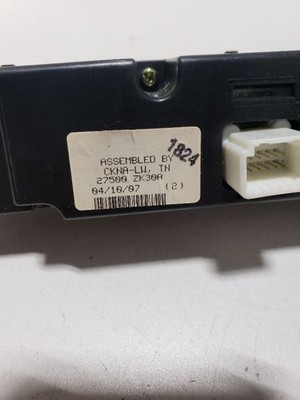 1824
ASSEMBLED BY
CKNA-LW, TN
27500 ZK30A
04/10/07 (2)